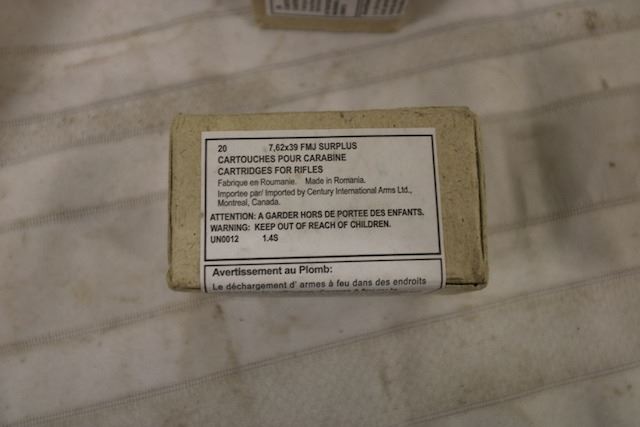 20 7,62x39 FMJ SURPLUS
CARTOUCHES POUR CARABINE
CARTRIDGES FOR RIFLES
Fabrique en Roumanie. Made in Romania.
Importee par/ Imported by Century International Arms Ltd.,
Montreal, Canada.
ATTENTION: A GARDER HORS DE PORTEE DES ENFANTS.
WARNING: KEEP OUT OF REACH OF CHILDREN.
UN0012 1.4S
Avertissement au Plomb:
Le déchargement d' armes à feu dans des endroits